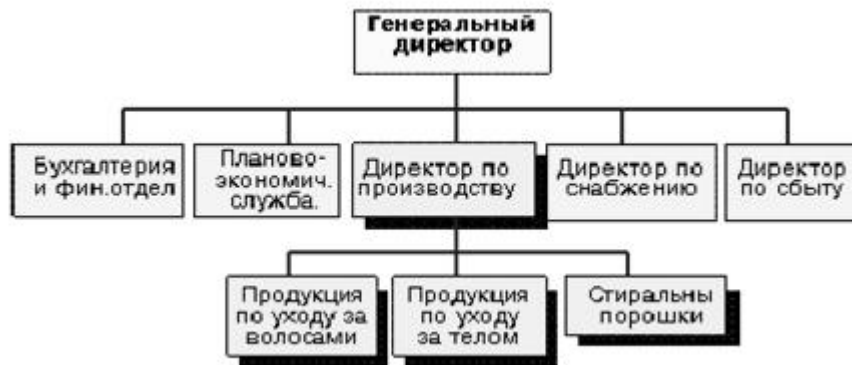 Генеральный
директор
Бухгалтерия
и фин.отдел
Планово-
экономич.
служба.
Директор по
производству
Директор по
снабжению
Директор
по сбыту
Продукция
по уходу за
волосами
Продукция
по уходу
за телом
Стиральны
порошки